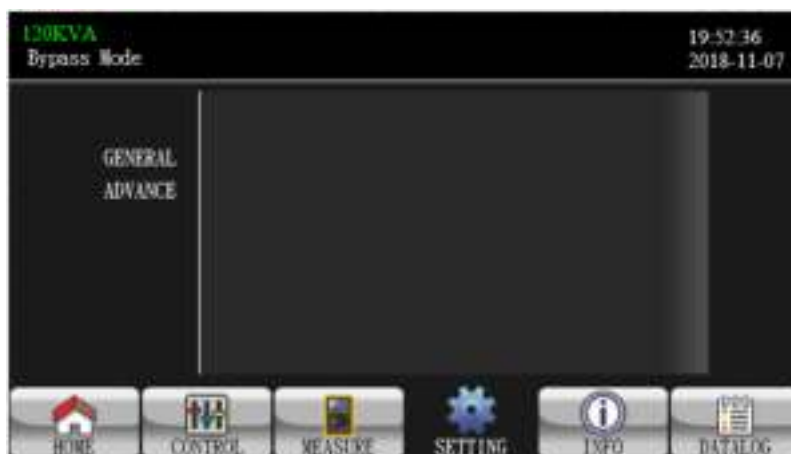 120KVA
Bypass Mode
19:52:36
2018-11-07
GENERAL
ADVANCE
HOME
CONTROL
MEASURE
SETTING
INFO
DATALOG